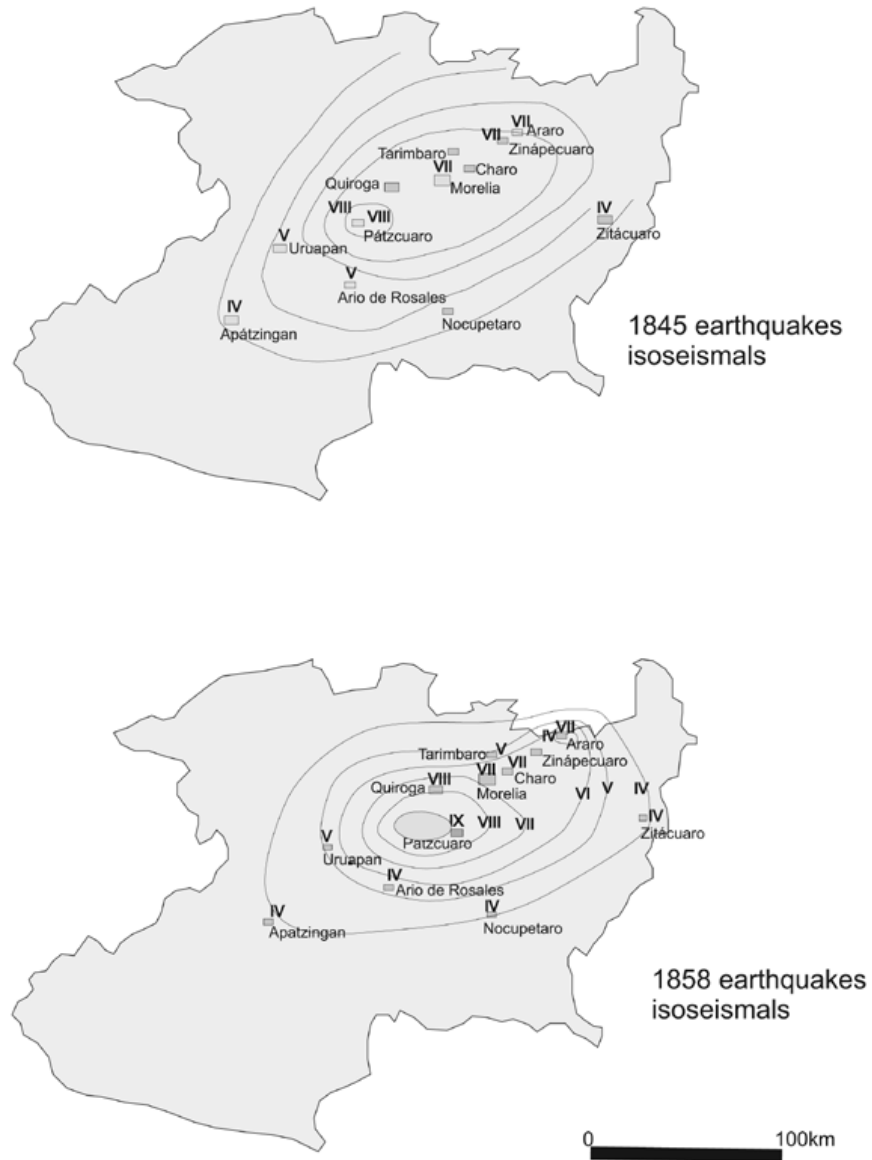 VII
Araro
VII
Zinápecuaro
Tarimbaro
VII
Charo
Quiroga
Morelia
VIII
VIII
IV
Pátzcuaro
Zitácuaro
V
Uruapan
V
Ario de Rosales
IV
Nocupetaro
Apátzingan
1845 earthquakes
isoseismals
VII
IV
Araro
Tarimbaro
V
Zinápecuaro
VII
VII
Charo
VIII
Quiroga
Morelia
VI
V
IV
IX
VIII
VII
IV
Patzcuaro
Zitácuaro
V
Uruapan
IV
Ario de Rosales
IV
IV
Nocupetaro
Apatzingan
1858 earthquakes
isoseismals
0
100km